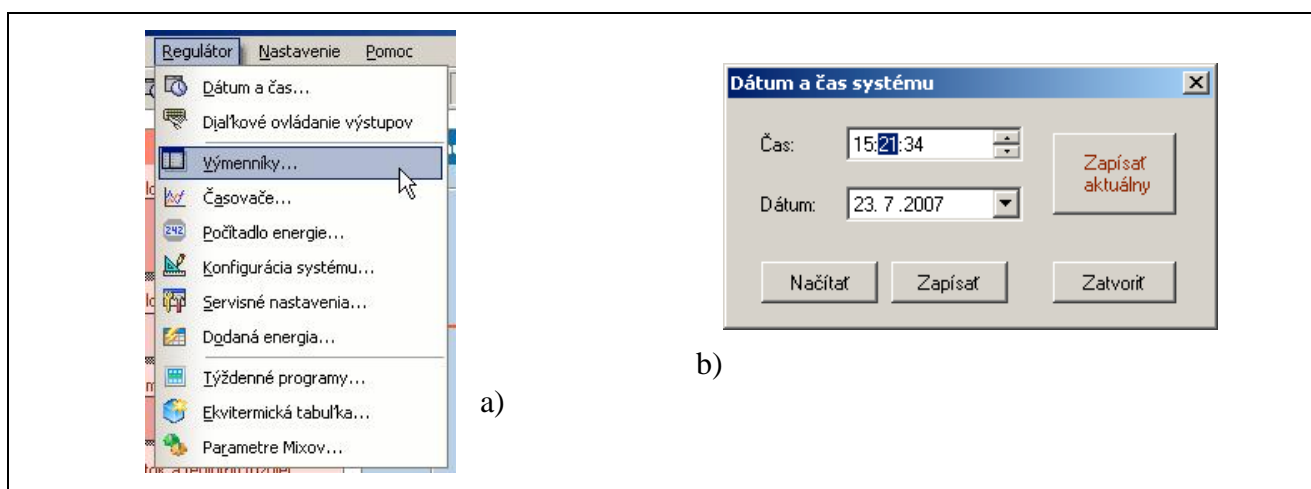 Regulátor Nastavenie Pomoc
Dátum a čas...
Diaľkové ovládanie výstupov
Výmenníky...
Časovače...
Počítadlo energie...
Konfigurácia systému...
Servisné nastavenia...
Dodaná energia...
Týždenné programy...
Ekvitermická tabuľka...
Parametre Mixov...
a)
Dátum a čas systému
Čas: 15:21:34
Zapísať
aktuálny
Dátum: 23. 7 .2007
Načítať Zapísať Zatvoriť
b)